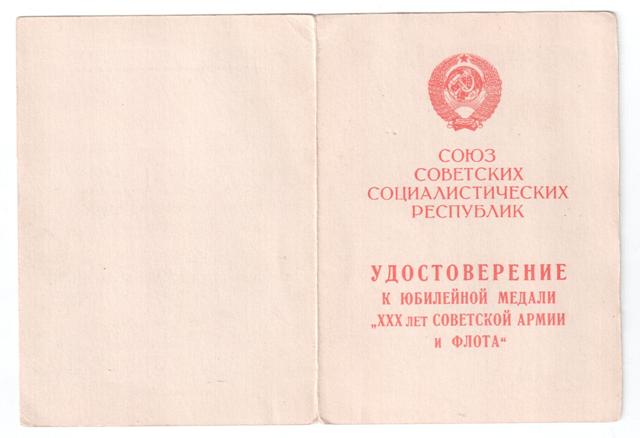 СОЮЗ
СОВЕТСКИХ
СОЦИАЛИСТИЧЕСКИХ
РЕСПУБЛИК
УДОСТОВЕРЕНИЕ
К ЮБИЛЕЙНОЙ МЕДАЛИ
„XXX ЛЕТ СОВЕТСКОЙ АРМИИ
И ФЛОТА“